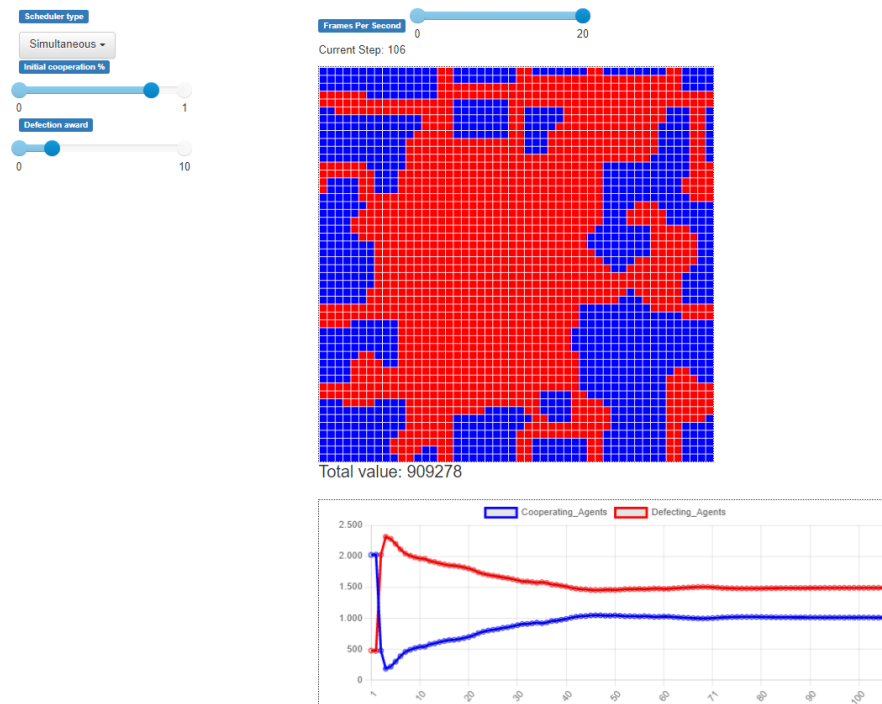 Scheduler type
Simultaneous
Initial cooperation %
0 1
Defection award
0 10
Frames Per Second
0 20
Current Step: 106
Total value: 909278
Cooperating_Agents Defecting_Agents
2.500
2.000
1.500
1.000
500
0
1 10 20 30 40 50 60 71 80 90 100